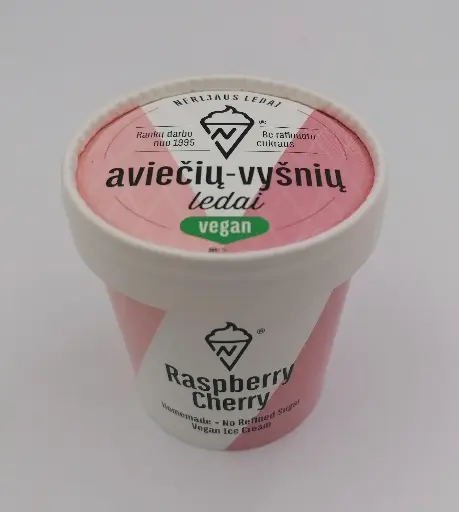 NERIJAUS LEDAI
Rankų darbo
nuo 1995
Be rafinuoto
cukraus
N
®
aviečių-vyšnių
ledai
vegan
N
®
Raspberry
Cherry
Homemade - No Refined Sugar
Vegan Ice Cream